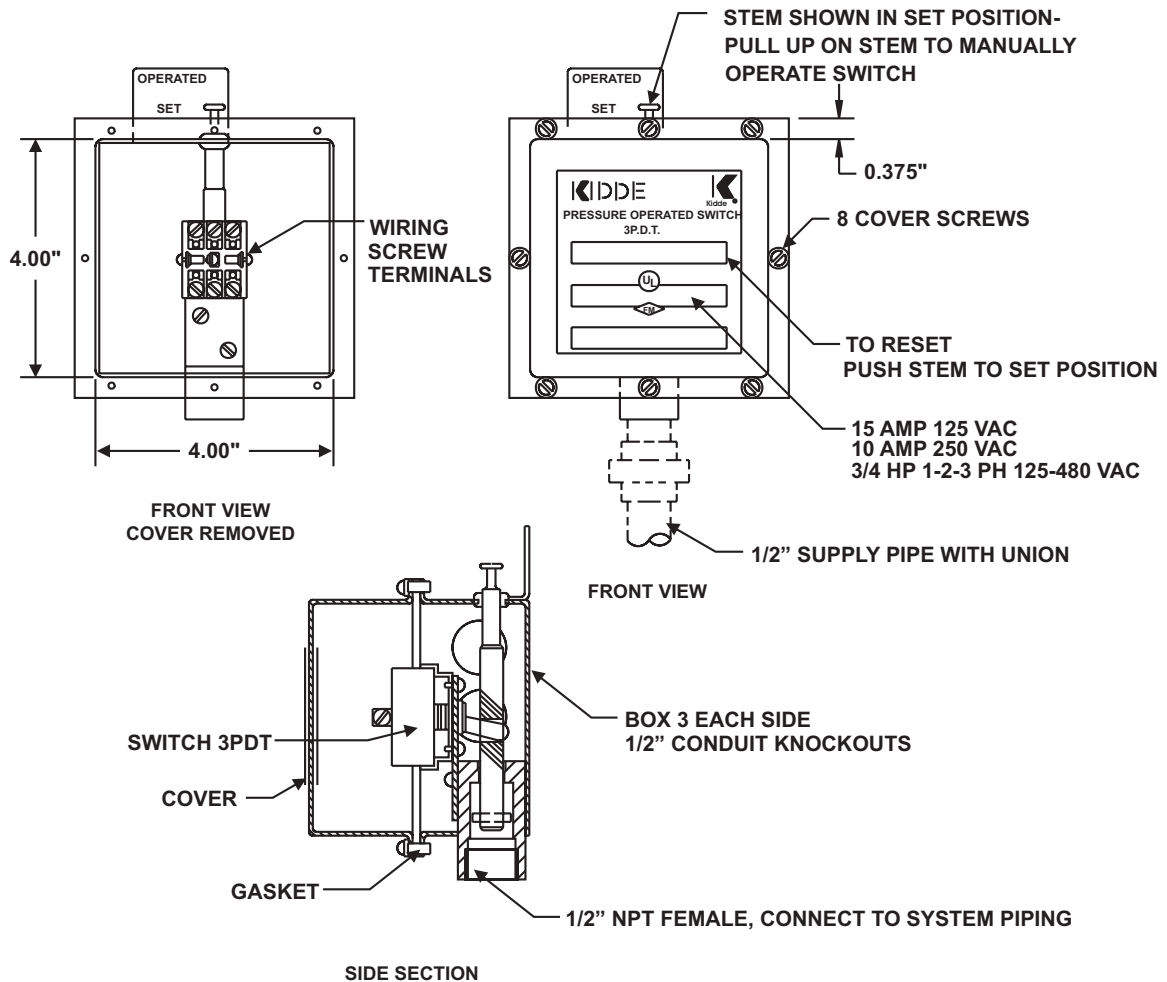 STEM SHOWN IN SET POSITION-
PULL UP ON STEM TO MANUALLY
OPERATE SWITCH
OPERATED
SET
OPERATED
SET
0.375"
KIDDE
Kidde
PRESSURE OPERATED SWITCH
3P.D.T.
8 COVER SCREWS
WIRING
SCREW
TERMINALS
4.00"
UL
FM
TO RESET
PUSH STEM TO SET POSITION
4.00"
15 AMP 125 VAC
10 AMP 250 VAC
3/4 HP 1-2-3 PH 125-480 VAC
FRONT VIEW
COVER REMOVED
1/2” SUPPLY PIPE WITH UNION
FRONT VIEW
BOX 3 EACH SIDE
1/2” CONDUIT KNOCKOUTS
SWITCH 3PDT
COVER
GASKET
1/2” NPT FEMALE, CONNECT TO SYSTEM PIPING
SIDE SECTION